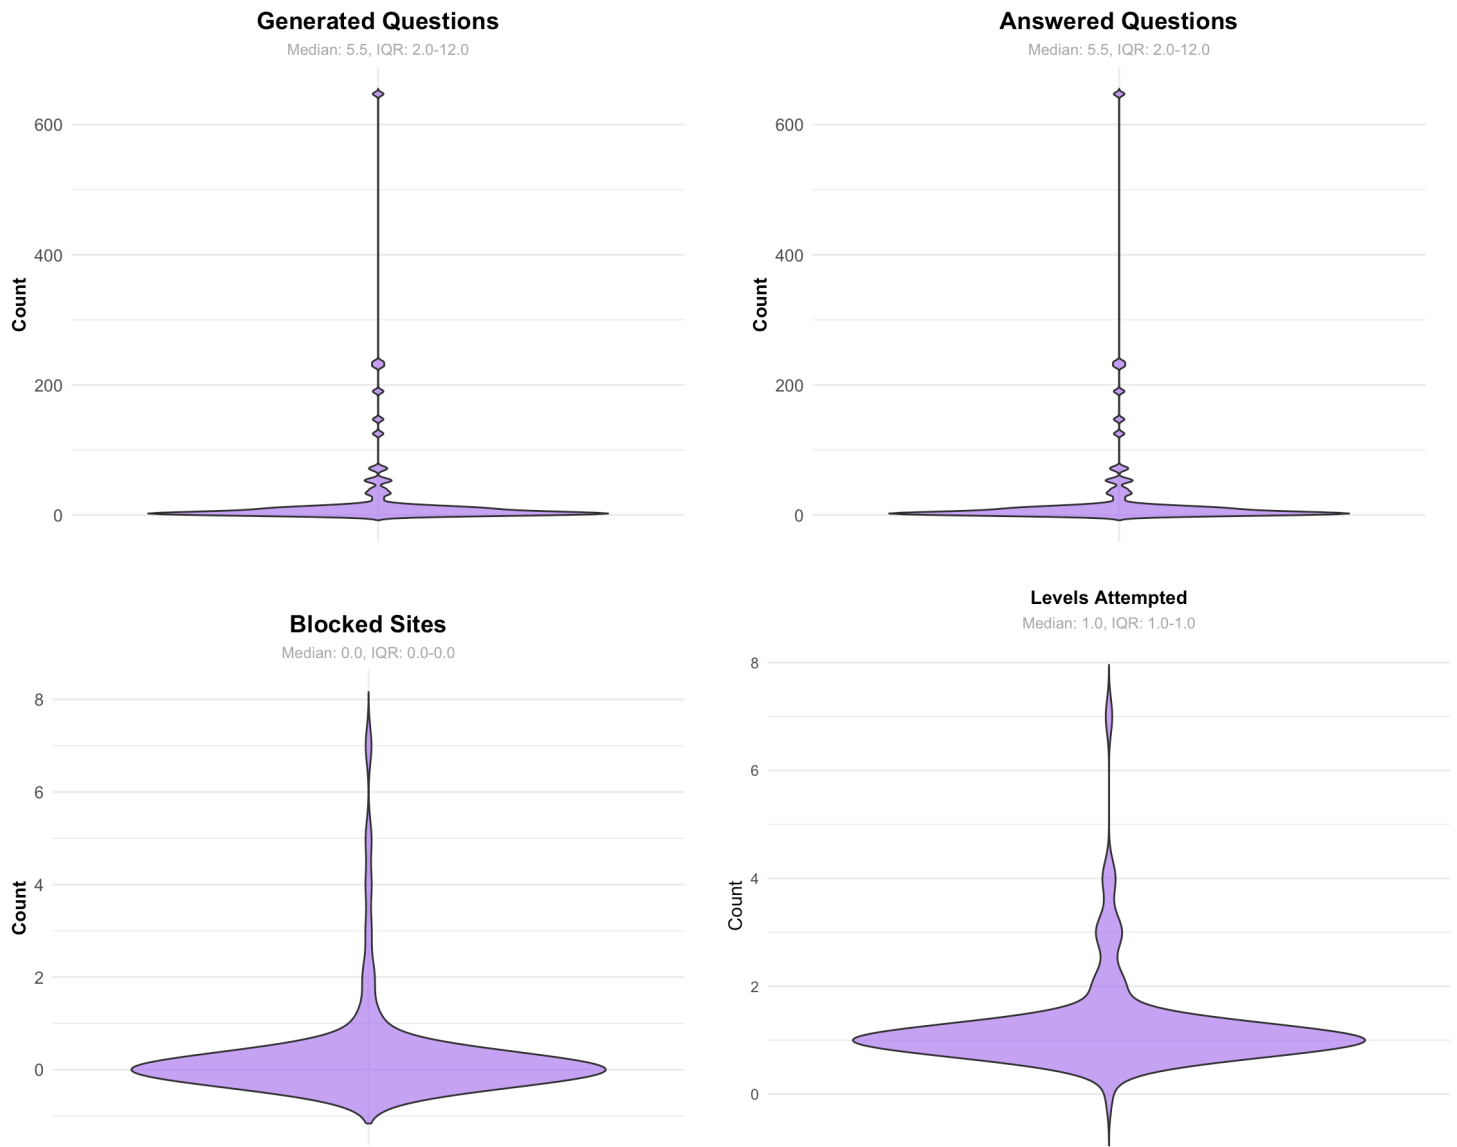 Generated Questions
Median: 5.5, IQR: 2.0-12.0
600
400
200
0
Count
Answered Questions
Median: 5.5, IQR: 2.0-12.0
600
400
200
0
Count
Blocked Sites
Median: 0.0, IQR: 0.0-0.0
8
6
4
2
0
Count
Levels Attempted
Median: 1.0, IQR: 1.0-1.0
8
6
4
2
0
Count